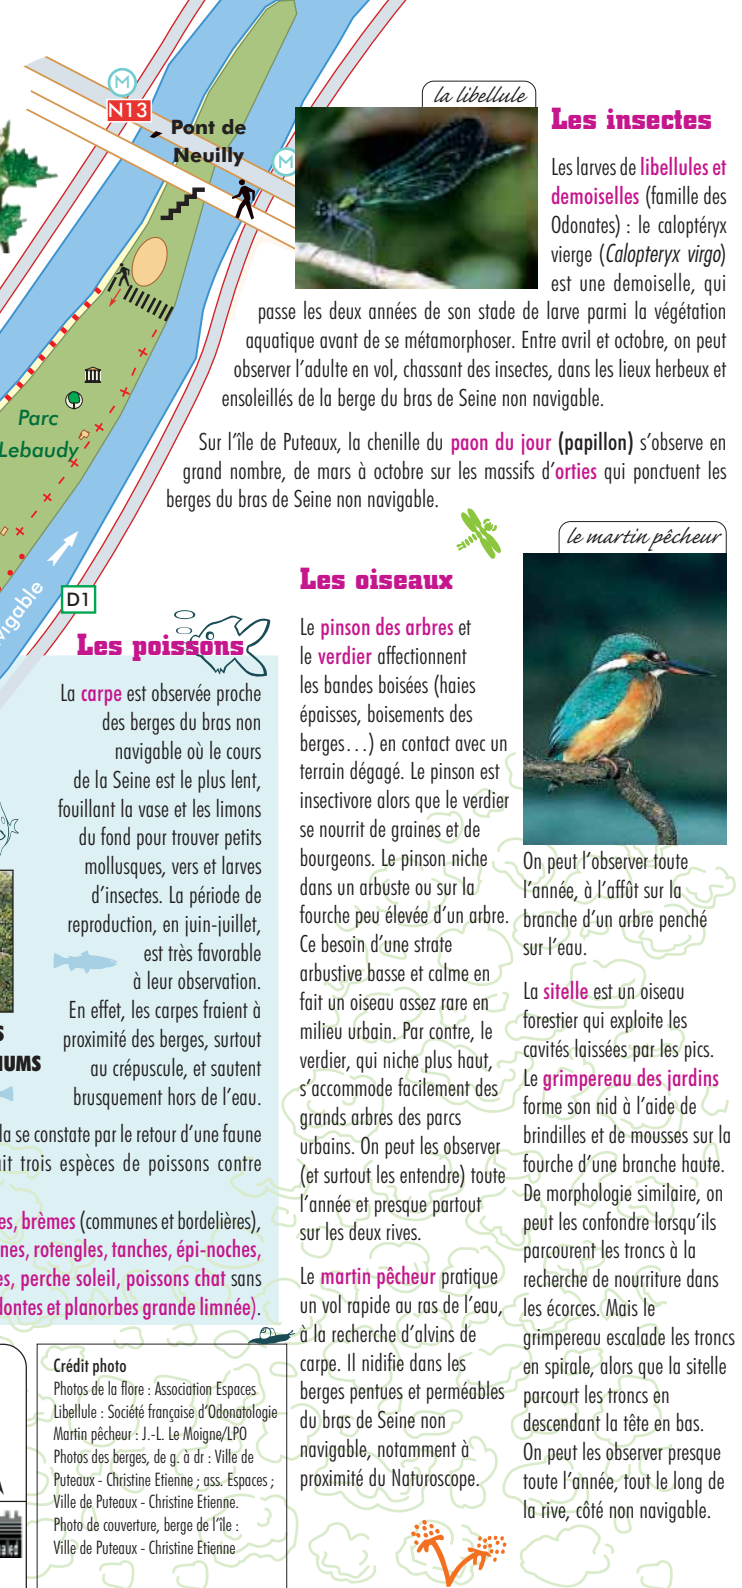 M
N13
Pont de
Neuilly
M
Parc
Lebaudy
D1
la libellule
Les insectes
Les larves de libellules et
demoiselles (famille des
Odonates) : le caloptéryx
vierge (Calopteryx virgo)
est une demoiselle, qui
passe les deux années de son stade de larve parmi la végétation
aquatique avant de se métamorphoser. Entre avril et octobre, on peut
observer l'adulte en vol, chassant des insectes, dans les lieux herbeux et
ensoleillés de la berge du bras de Seine non navigable.
Sur l'île de Puteaux, la chenille du paon du jour (papillon) s'observe en
grand nombre, de mars à octobre sur les massifs d'orties qui ponctuent les
berges du bras de Seine non navigable.
Les poissons
La carpe est observée proche
des berges du bras non
navigable où le cours
de la Seine est le plus lent,
fouillant la vase et les limons
du fond pour trouver petits
mollusques, vers et larves
d'insectes. La période de
reproduction, en juin-juillet,
est très favorable
à leur observation.
En effet, les carpes fraient à
proximité des berges, surtout
au crépuscule, et sautent
brusquement hors de l'eau.
la se constate par le retour d'une faune
ait trois espèces de poissons contre
es, brèmes (communes et bordelières),
nes, rotengles, tanches, épi-noches,
es, perche soleil, poissons chat sans
dontes et planorbes grande limnée).
Les oiseaux
Le pinson des arbres et
le verdier affectionnent
les bandes boisées (haies
épaisses, boisements des
berges…) en contact avec un
terrain dégagé. Le pinson est
insectivore alors que le verdier
se nourrit de graines et de
bourgeons. Le pinson niche
dans un arbuste ou sur la
fourche peu élevée d'un arbre.
Ce besoin d'une strate
arbustive basse et calme en
fait un oiseau assez rare en
milieu urbain. Par contre, le
verdier, qui niche plus haut,
s'accommode facilement des
grands arbres des parcs
urbains. On peut les observer
(et surtout les entendre) toute
l'année et presque partout
sur les deux rives.
Le martin pêcheur pratique
un vol rapide au ras de l'eau,
à la recherche d'alvins de
carpe. Il nidifie dans les
berges pentues et perméables
du bras de Seine non
navigable, notamment à
proximité du Naturoscope.
le martin pêcheur
On peut l'observer toute
l'année, à l'affût sur la
branche d'un arbre penché
sur l'eau.
La sitelle est un oiseau
forestier qui exploite les
cavités laissées par les pics.
Le grimpereau des jardins
forme son nid à l'aide de
brindilles et de mousses sur la
fourche d'une branche haute.
De morphologie similaire, on
peut les confondre lorsqu'ils
parcourent les troncs à la
recherche de nourriture dans
les écorces. Mais le
grimpereau escalade les troncs
en spirale, alors que la sitelle
parcourt les troncs en
descendant la tête en bas.
On peut les observer presque
toute l'année, tout le long de
la rive, côté non navigable.
Crédit photo
Photos de la flore : Association Espaces
Libellule : Société française d'Odonatologie
Martin pêcheur : J.-L. Le Moigne/LPO
Photos des berges, de g. à dr : Ville de
Puteaux - Christine Etienne ; ass. Espaces ;
Ville de Puteaux - Christine Etienne.
Photo de couverture, berge de l'île :
Ville de Puteaux - Christine Etienne